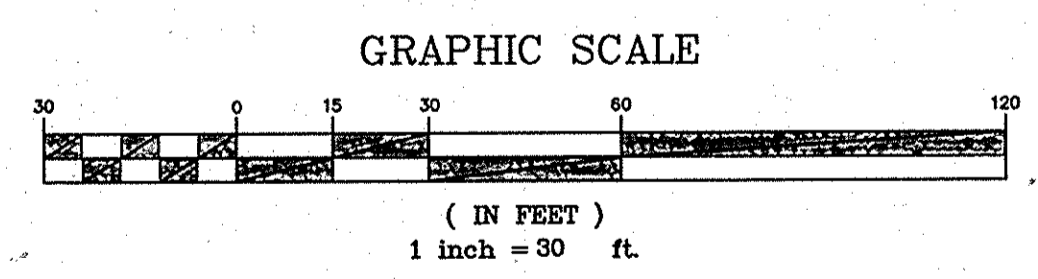 GRAPHIC SCALE
30 0 15 30 60 120
( IN FEET )
1 inch = 30 ft.